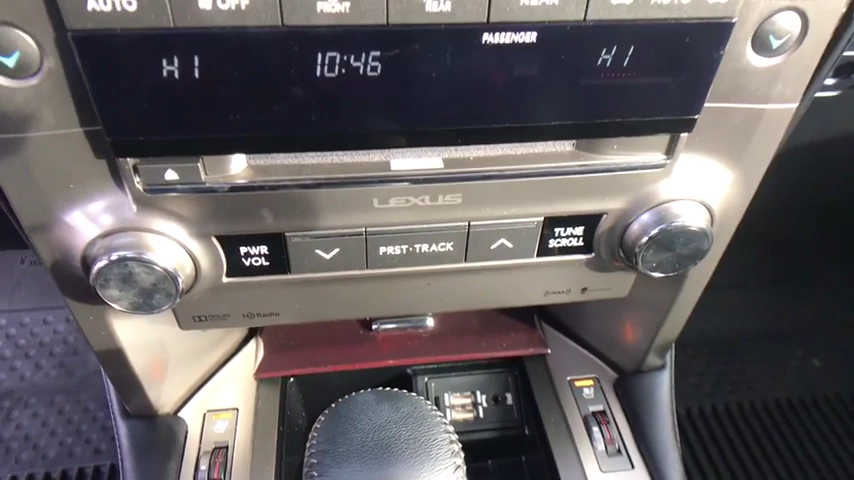 AUTO
OFF
FRONT
REAR
REAR
AUTO
PASSENGER
HI
10:46
HI
LEXUS
PWR
VOL
PRST·TRACK
TUNE
SCROLL
DOLBY
HD Radio